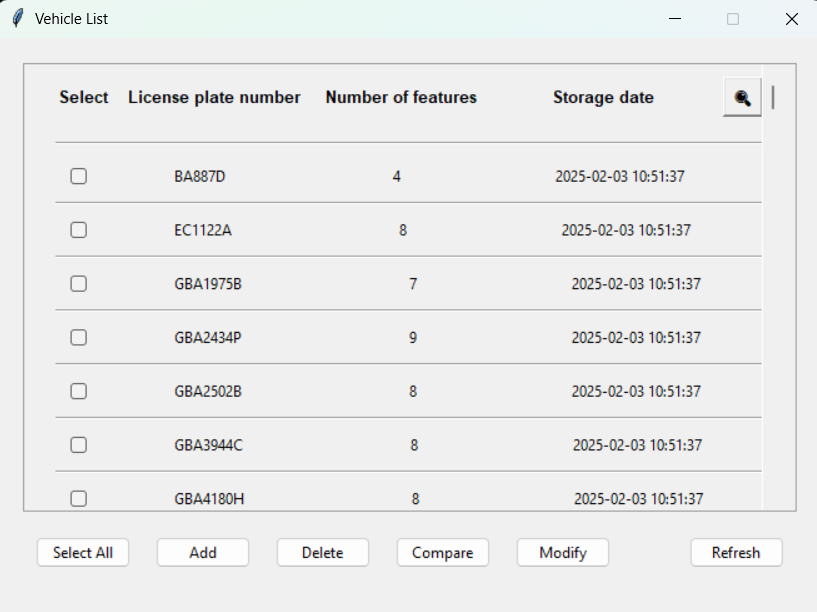 Vehicle List
Select License plate number Number of features Storage date
BA887D 4 2025-02-03 10:51:37
EC1122A 8 2025-02-03 10:51:37
GBA1975B 7 2025-02-03 10:51:37
GBA2434P 9 2025-02-03 10:51:37
GBA2502B 8 2025-02-03 10:51:37
GBA3944C 8 2025-02-03 10:51:37
GBA4180H 8 2025-02-03 10:51:37
Select All Add Delete Compare Modify Refresh